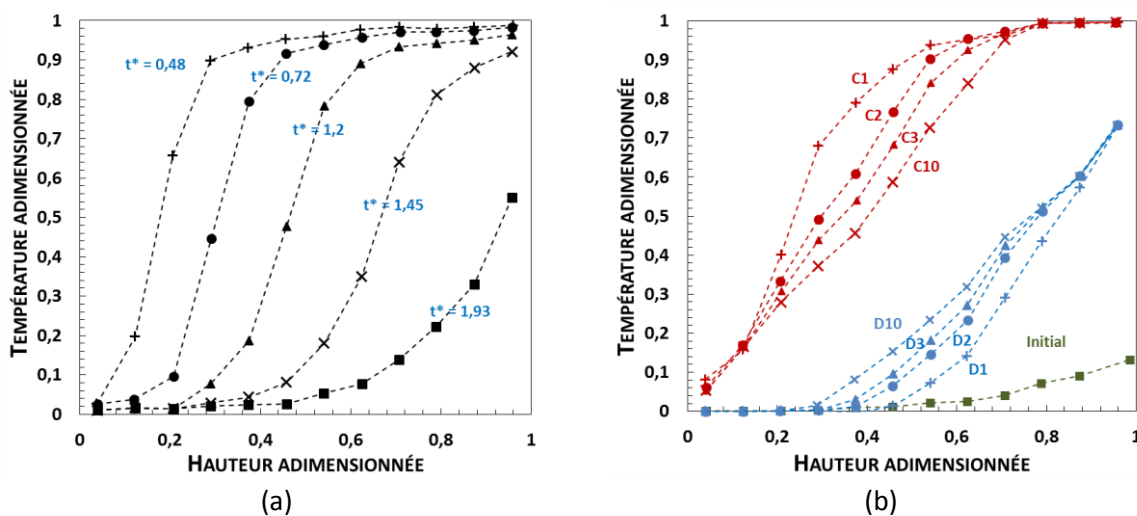 TEMPÉRATURE ADIMENSIONNÉE
1
0,9
0,8
0,7
0,6
0,5
0,4
0,3
0,2
0,1
0
t* = 0,48
t* = 0,72
t* = 1,2
t* = 1,45
t* = 1,93
0
0,2
0,4
0,6
0,8
1
HAUTEUR ADIMENSIONNÉE
(a)
TEMPÉRATURE ADIMENSIONNÉE
1
0,9
0,8
0,7
0,6
0,5
0,4
0,3
0,2
0,1
0
C1
C2
C3
C10
D10
D3
D2
D1
Initial
0
0,2
0,4
0,6
0,8
1
HAUTEUR ADIMENSIONNÉE
(b)